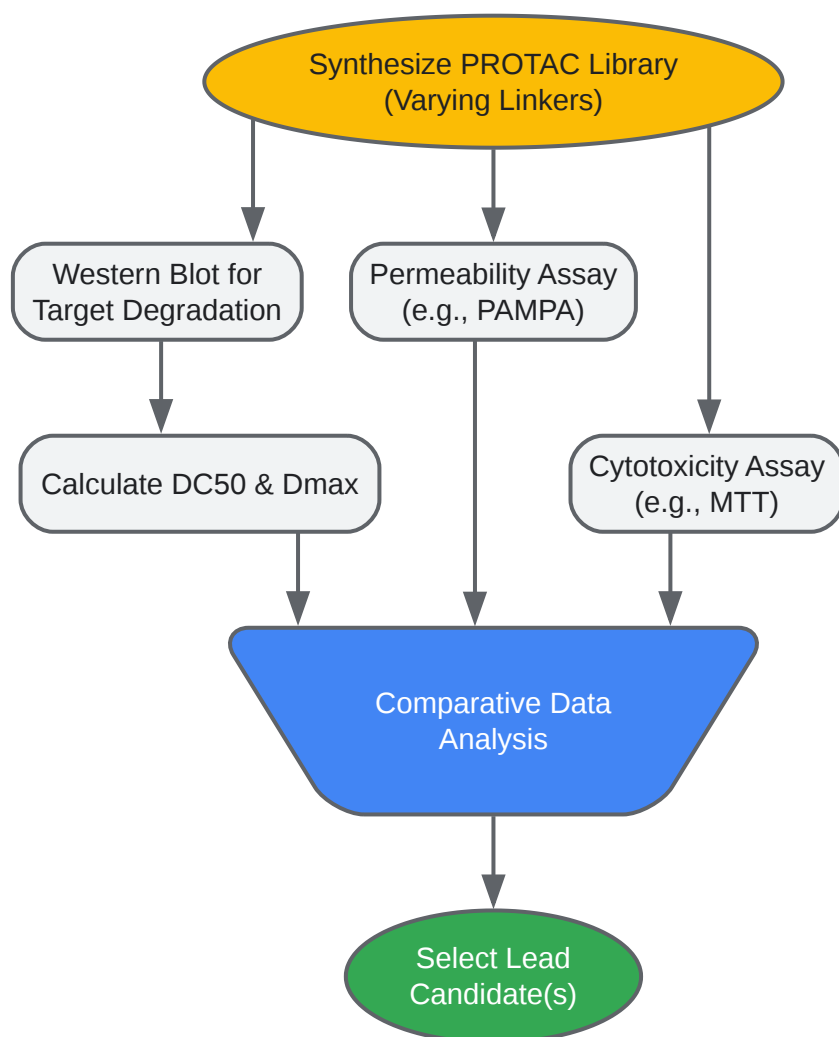 Synthesize PROTAC Library
(Varying Linkers)
Western Blot for
Target Degradation
Permeability Assay
(e.g., PAMPA)
Calculate DC50 & Dmax
Cytotoxicity Assay
(e.g., MTT)
Comparative Data
Analysis
Select Lead
Candidate(s)